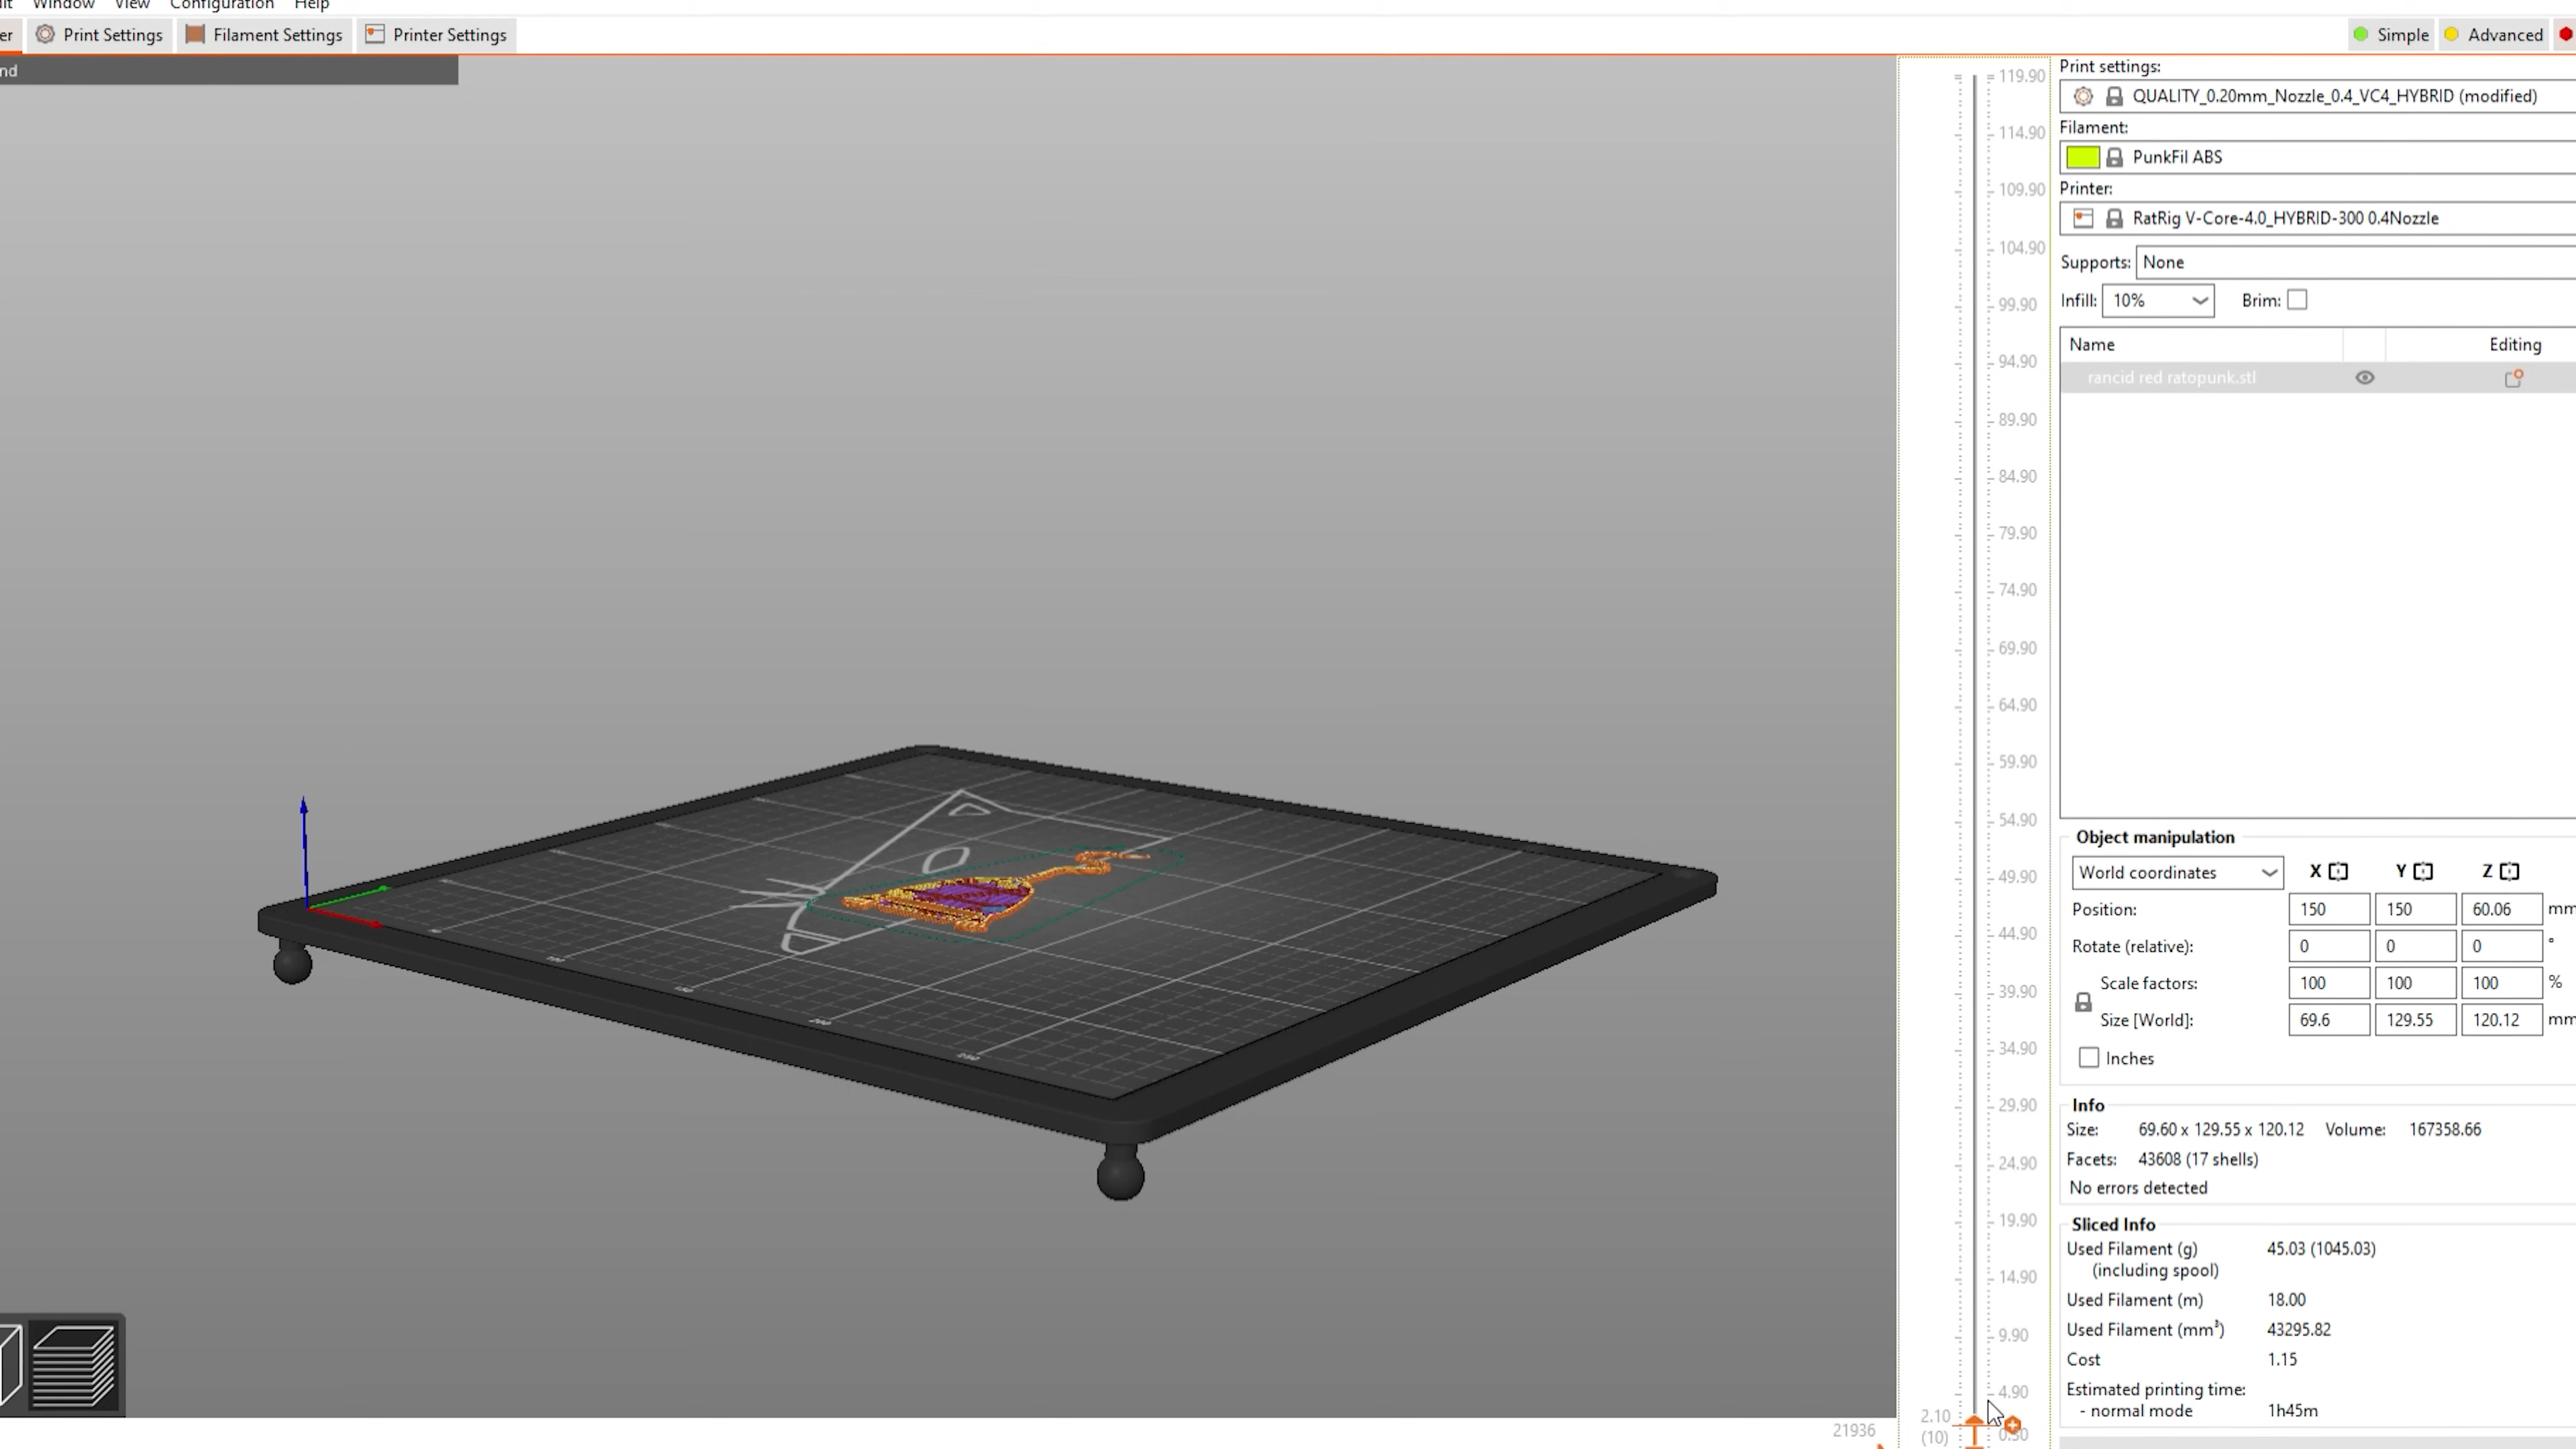 Window View Configuration Help
er Print Settings Filament Settings Printer Settings Simple Advanced
nd
Print settings:
QUALITY_0.20mm_Nozzle_0.4_VC4_HYBRID (modified)
Filament:
PunkFil ABS
Printer:
RatRig V-Core-4.0_HYBRID-300 0.4Nozzle
Supports: None
Infill: 10% Brim:
Name Editing
rancid red ratopunk.stl
Object manipulation
World coordinates X Y Z
Position: 150 150 60.06 mm
Rotate (relative): 0 0 0 °
Scale factors: 100 100 100 %
Size [World]: 69.6 129.55 120.12 mm
Inches
Info
Size: 69.60 x 129.55 x 120.12 Volume: 167358.66
Facets: 43608 (17 shells)
No errors detected
Sliced Info
Used Filament (g) 45.03 (1045.03)
(including spool)
Used Filament (m) 18.00
Used Filament (mm³) 43295.82
Cost 1.15
Estimated printing time:
- normal mode 1h45m
119.90
114.90
109.90
104.90
99.90
94.90
89.90
84.90
79.90
74.90
69.90
64.90
59.90
54.90
49.90
44.90
39.90
34.90
29.90
24.90
19.90
14.90
9.90
4.90
2.10
(10)
21936